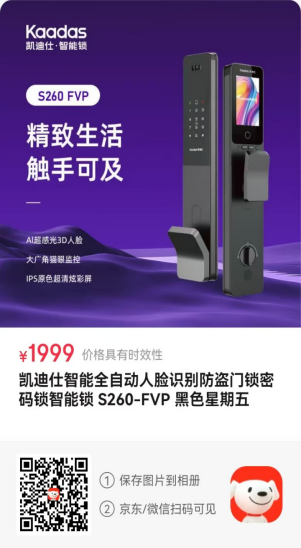 Kaadas
凯迪仕·智能锁
S260 FVP
精致生活
触手可及
AI超感光3D人脸
大广角猫眼监控
IPS原色超清炫彩屏
¥1999 价格具有时效性
凯迪仕智能全自动人脸识别防盗门锁密
码锁智能锁 S260-FVP 黑色星期五
① 保存图片到相册
② 京东/微信扫码可见